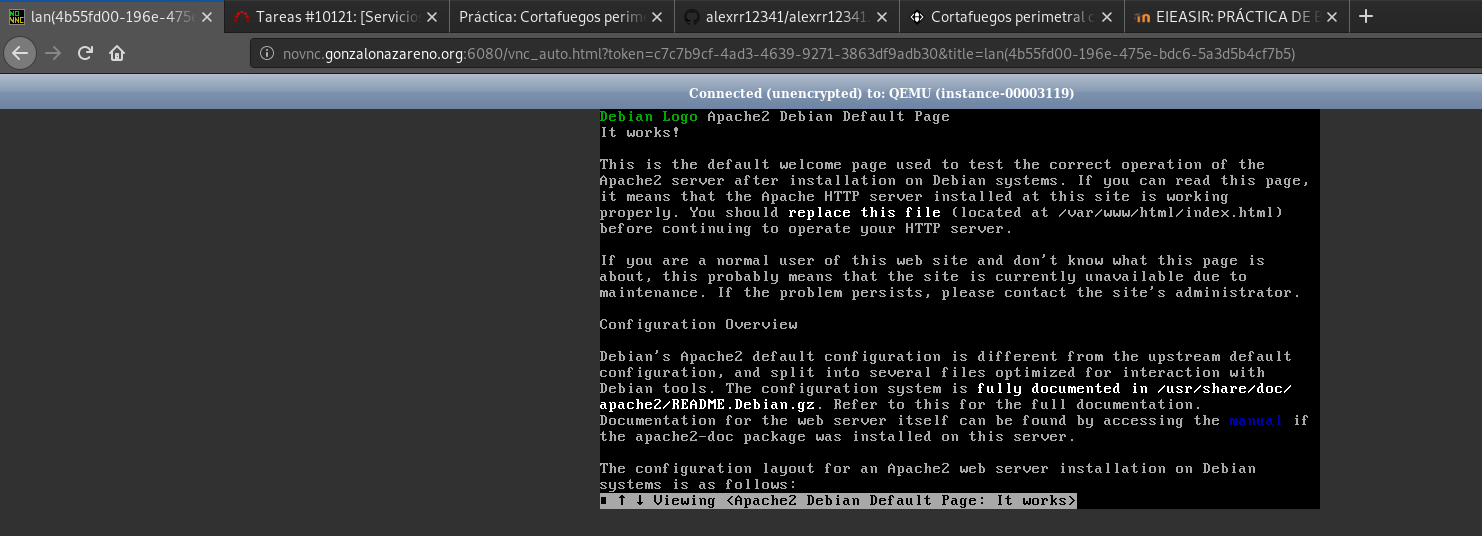 lan(4b55fd00-196e-475e
Tareas #10121: [Servicios
Práctica: Cortafuegos perime
alexrr12341/alexrr12341.
Cortafuegos perimetral c
EIEASIR: PRÁCTICA DE
novnc.gonzalonazareno.org:6080/vnc_auto.html?token=c7c7b9cf-4ad3-4639-9271-3863df9adb30&title=lan(4b55fd00-196e-475e-bdc6-5a3d5b4cf7b5)
Connected (unencrypted) to: QEMU (instance-00003119)
Debian Logo Apache2 Debian Default Page
It works!
This is the default welcome page used to test the correct operation of the
Apache2 server after installation on Debian systems. If you can read this page,
it means that the Apache HTTP server installed at this site is working
properly. You should replace this file (located at /var/www/html/index.html)
before continuing to operate your HTTP server.
If you are a normal user of this web site and don't know what this page is
about, this probably means that the site is currently unavailable due to
maintenance. If the problem persists, please contact the site's administrator.
Configuration Overview
Debian's Apache2 default configuration is different from the upstream default
configuration, and split into several files optimized for interaction with
Debian tools. The configuration system is fully documented in /usr/share/doc/
apache2/README.Debian.gz. Refer to this for the full documentation.
Documentation for the web server itself can be found by accessing the manual if
the apache2-doc package was installed on this server.
The configuration layout for an Apache2 web server installation on Debian
systems is as follows:
↑ ↓ Viewing <Apache2 Debian Default Page: It works>